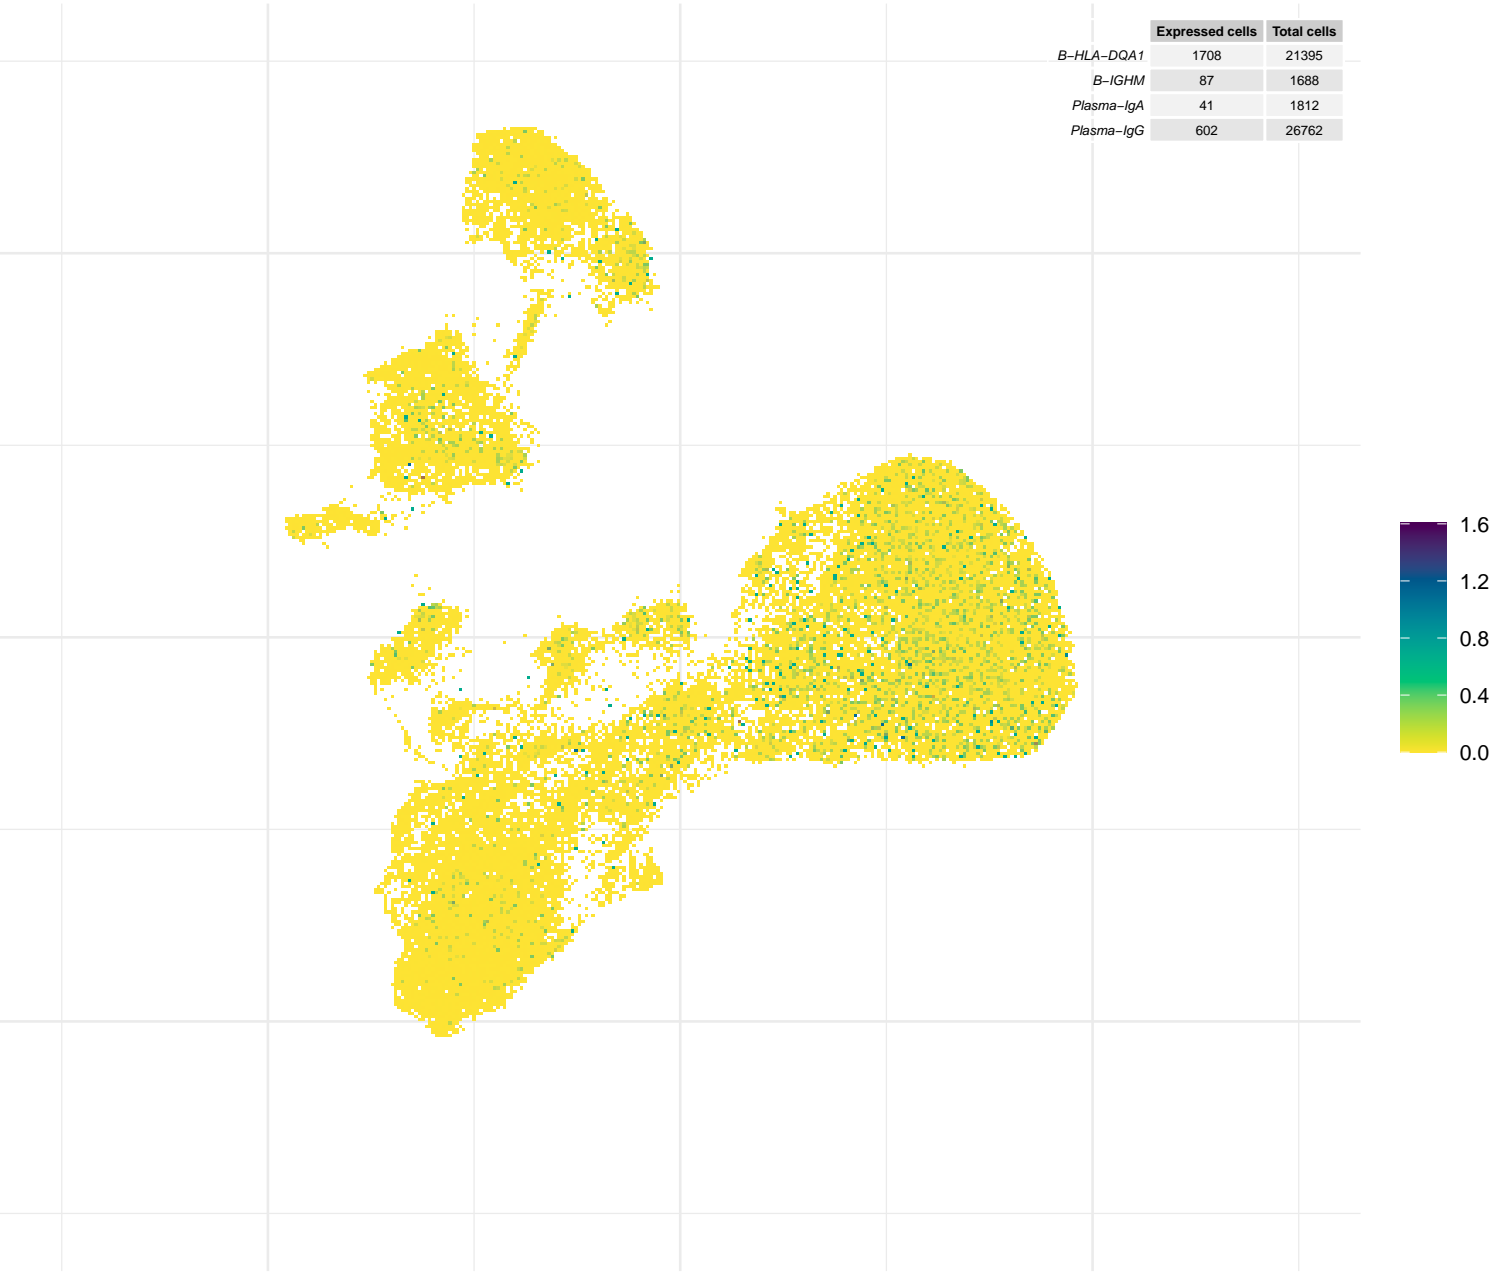 Expressed cells Total cells
B−HLA−DQA1 1708 21395
B−IGHM 87 1688
Plasma−IgA 41 1812
Plasma−IgG 602 26762
1.6
1.2
0.8
0.4
0.0